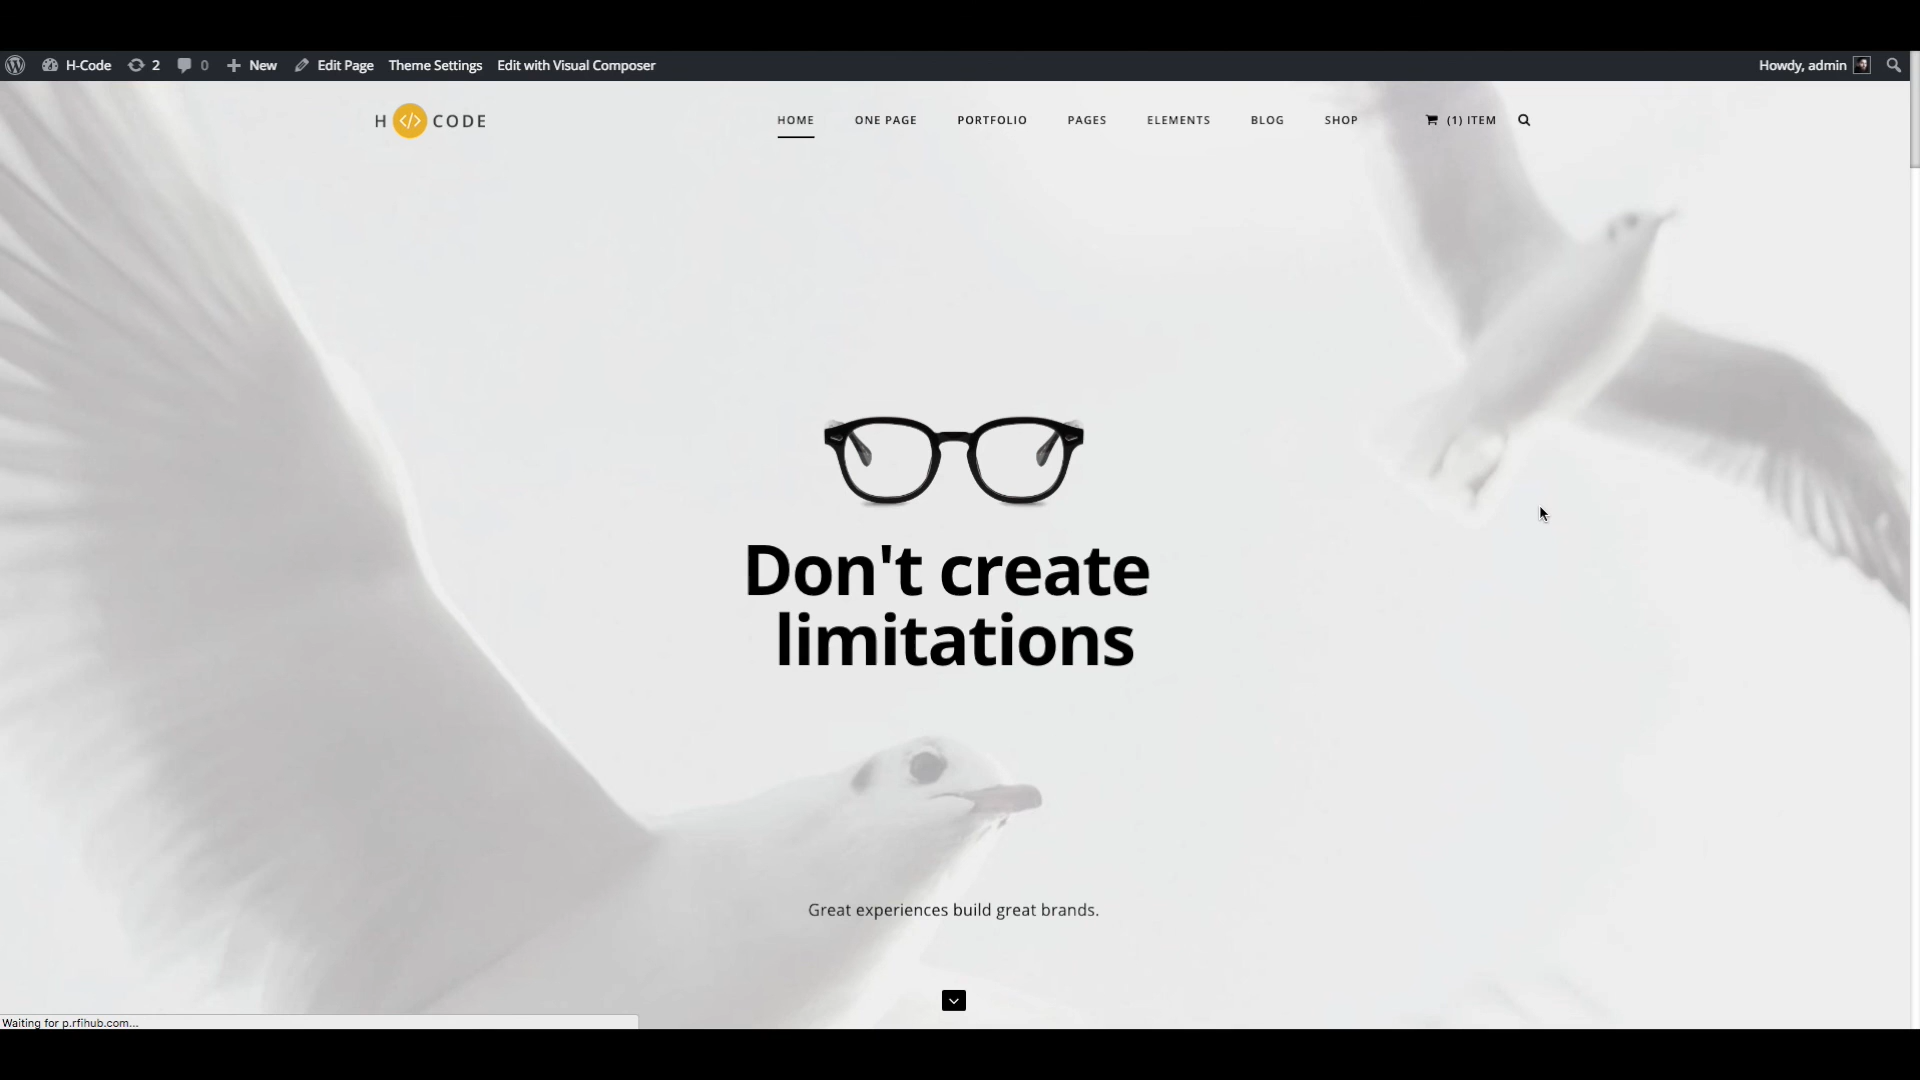 H-Code 2 0 New Edit Page Theme Settings Edit with Visual Composer Howdy, admin
H </> CODE HOME ONE PAGE PORTFOLIO PAGES ELEMENTS BLOG SHOP (1) ITEM
Don't create
limitations
Great experiences build great brands.
Waiting for p.rfihub.com...